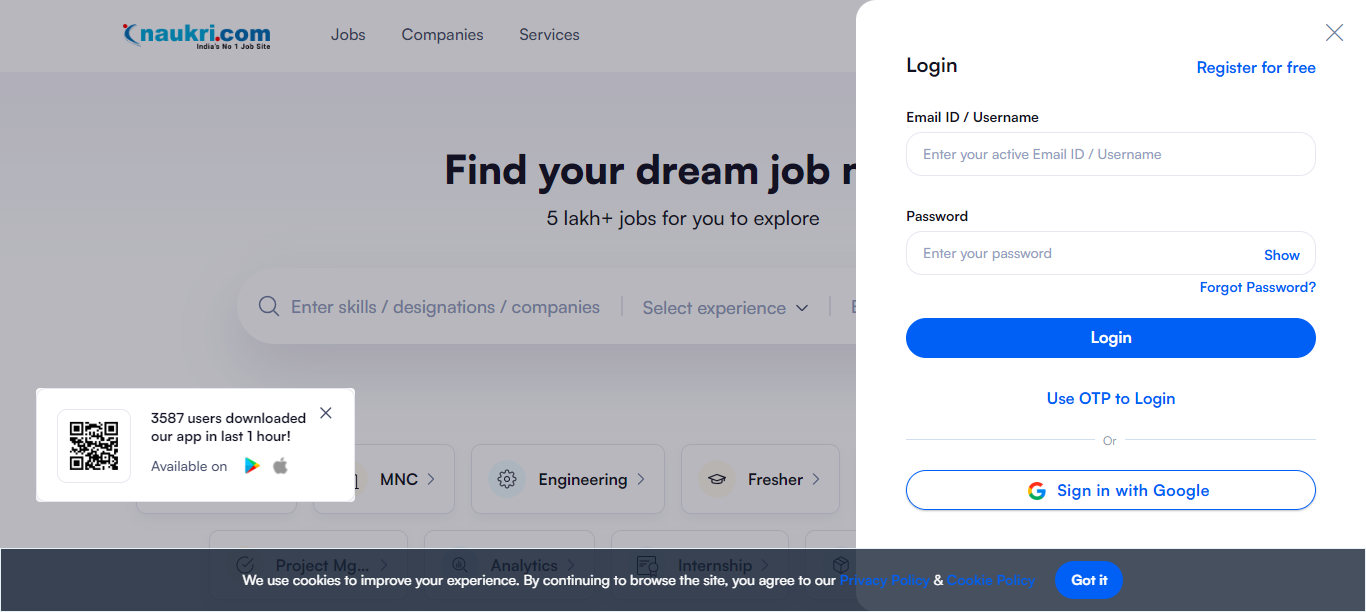 naukri.com
India's No 1 Job Site
Jobs
Companies
Services
Find your dream job
5 lakh+ jobs for you to explore
Enter skills / designations / companies
Select experience
3587 users downloaded
our app in last 1 hour!
Available on
MNC
Engineering
Fresher
Project Mg...
Analytics
Internship
Login
Register for free
Email ID / Username
Enter your active Email ID / Username
Password
Enter your password
Show
Forgot Password?
Login
Use OTP to Login
Or
Sign in with Google
We use cookies to improve your experience. By continuing to browse the site, you agree to our Privacy Policy & Cookie Policy
Got it